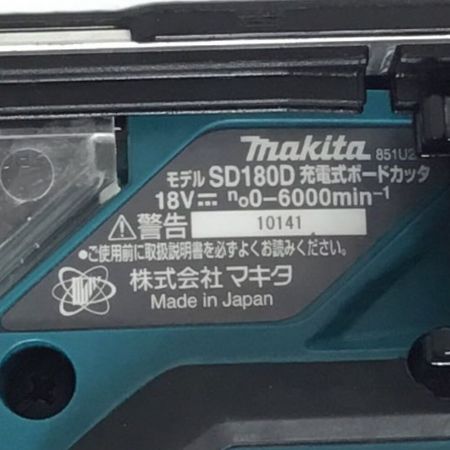 makita
モデル SD180D 充電式ボードカッタ
18V⎓ n₀0-6000min⁻¹
⚠警告 10141
•ご使用前に取扱説明書を必ずよくお読みください。
株式会社 マキタ
Made in Japan